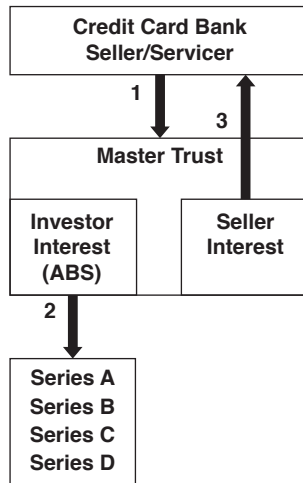 Credit Card Bank
Seller/Servicer
1
3
Master Trust
Investor
Interest
(ABS)
Seller
Interest
2
Series A
Series B
Series C
Series D